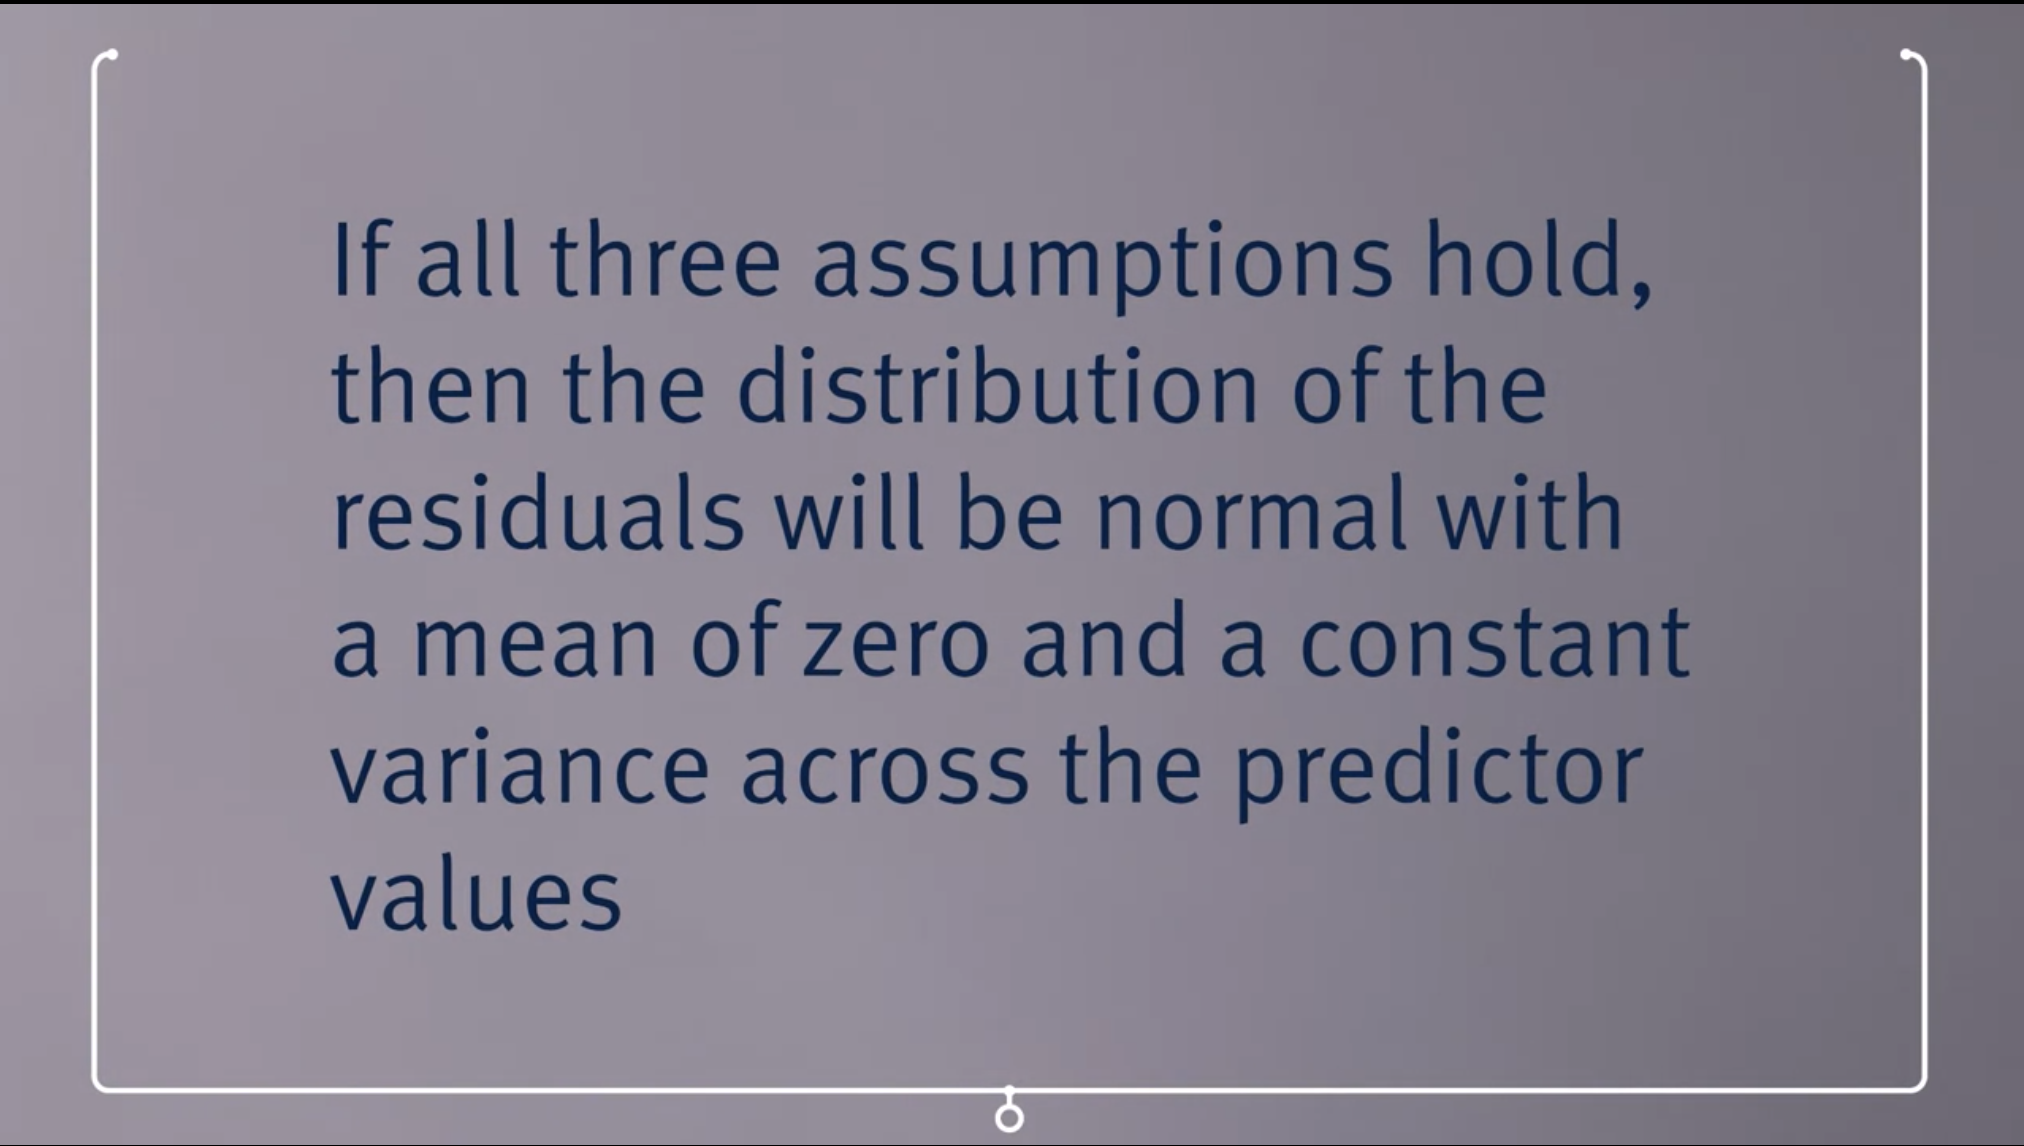 If all three assumptions hold,
then the distribution of the
residuals will be normal with
a mean of zero and a constant
variance across the predictor
values